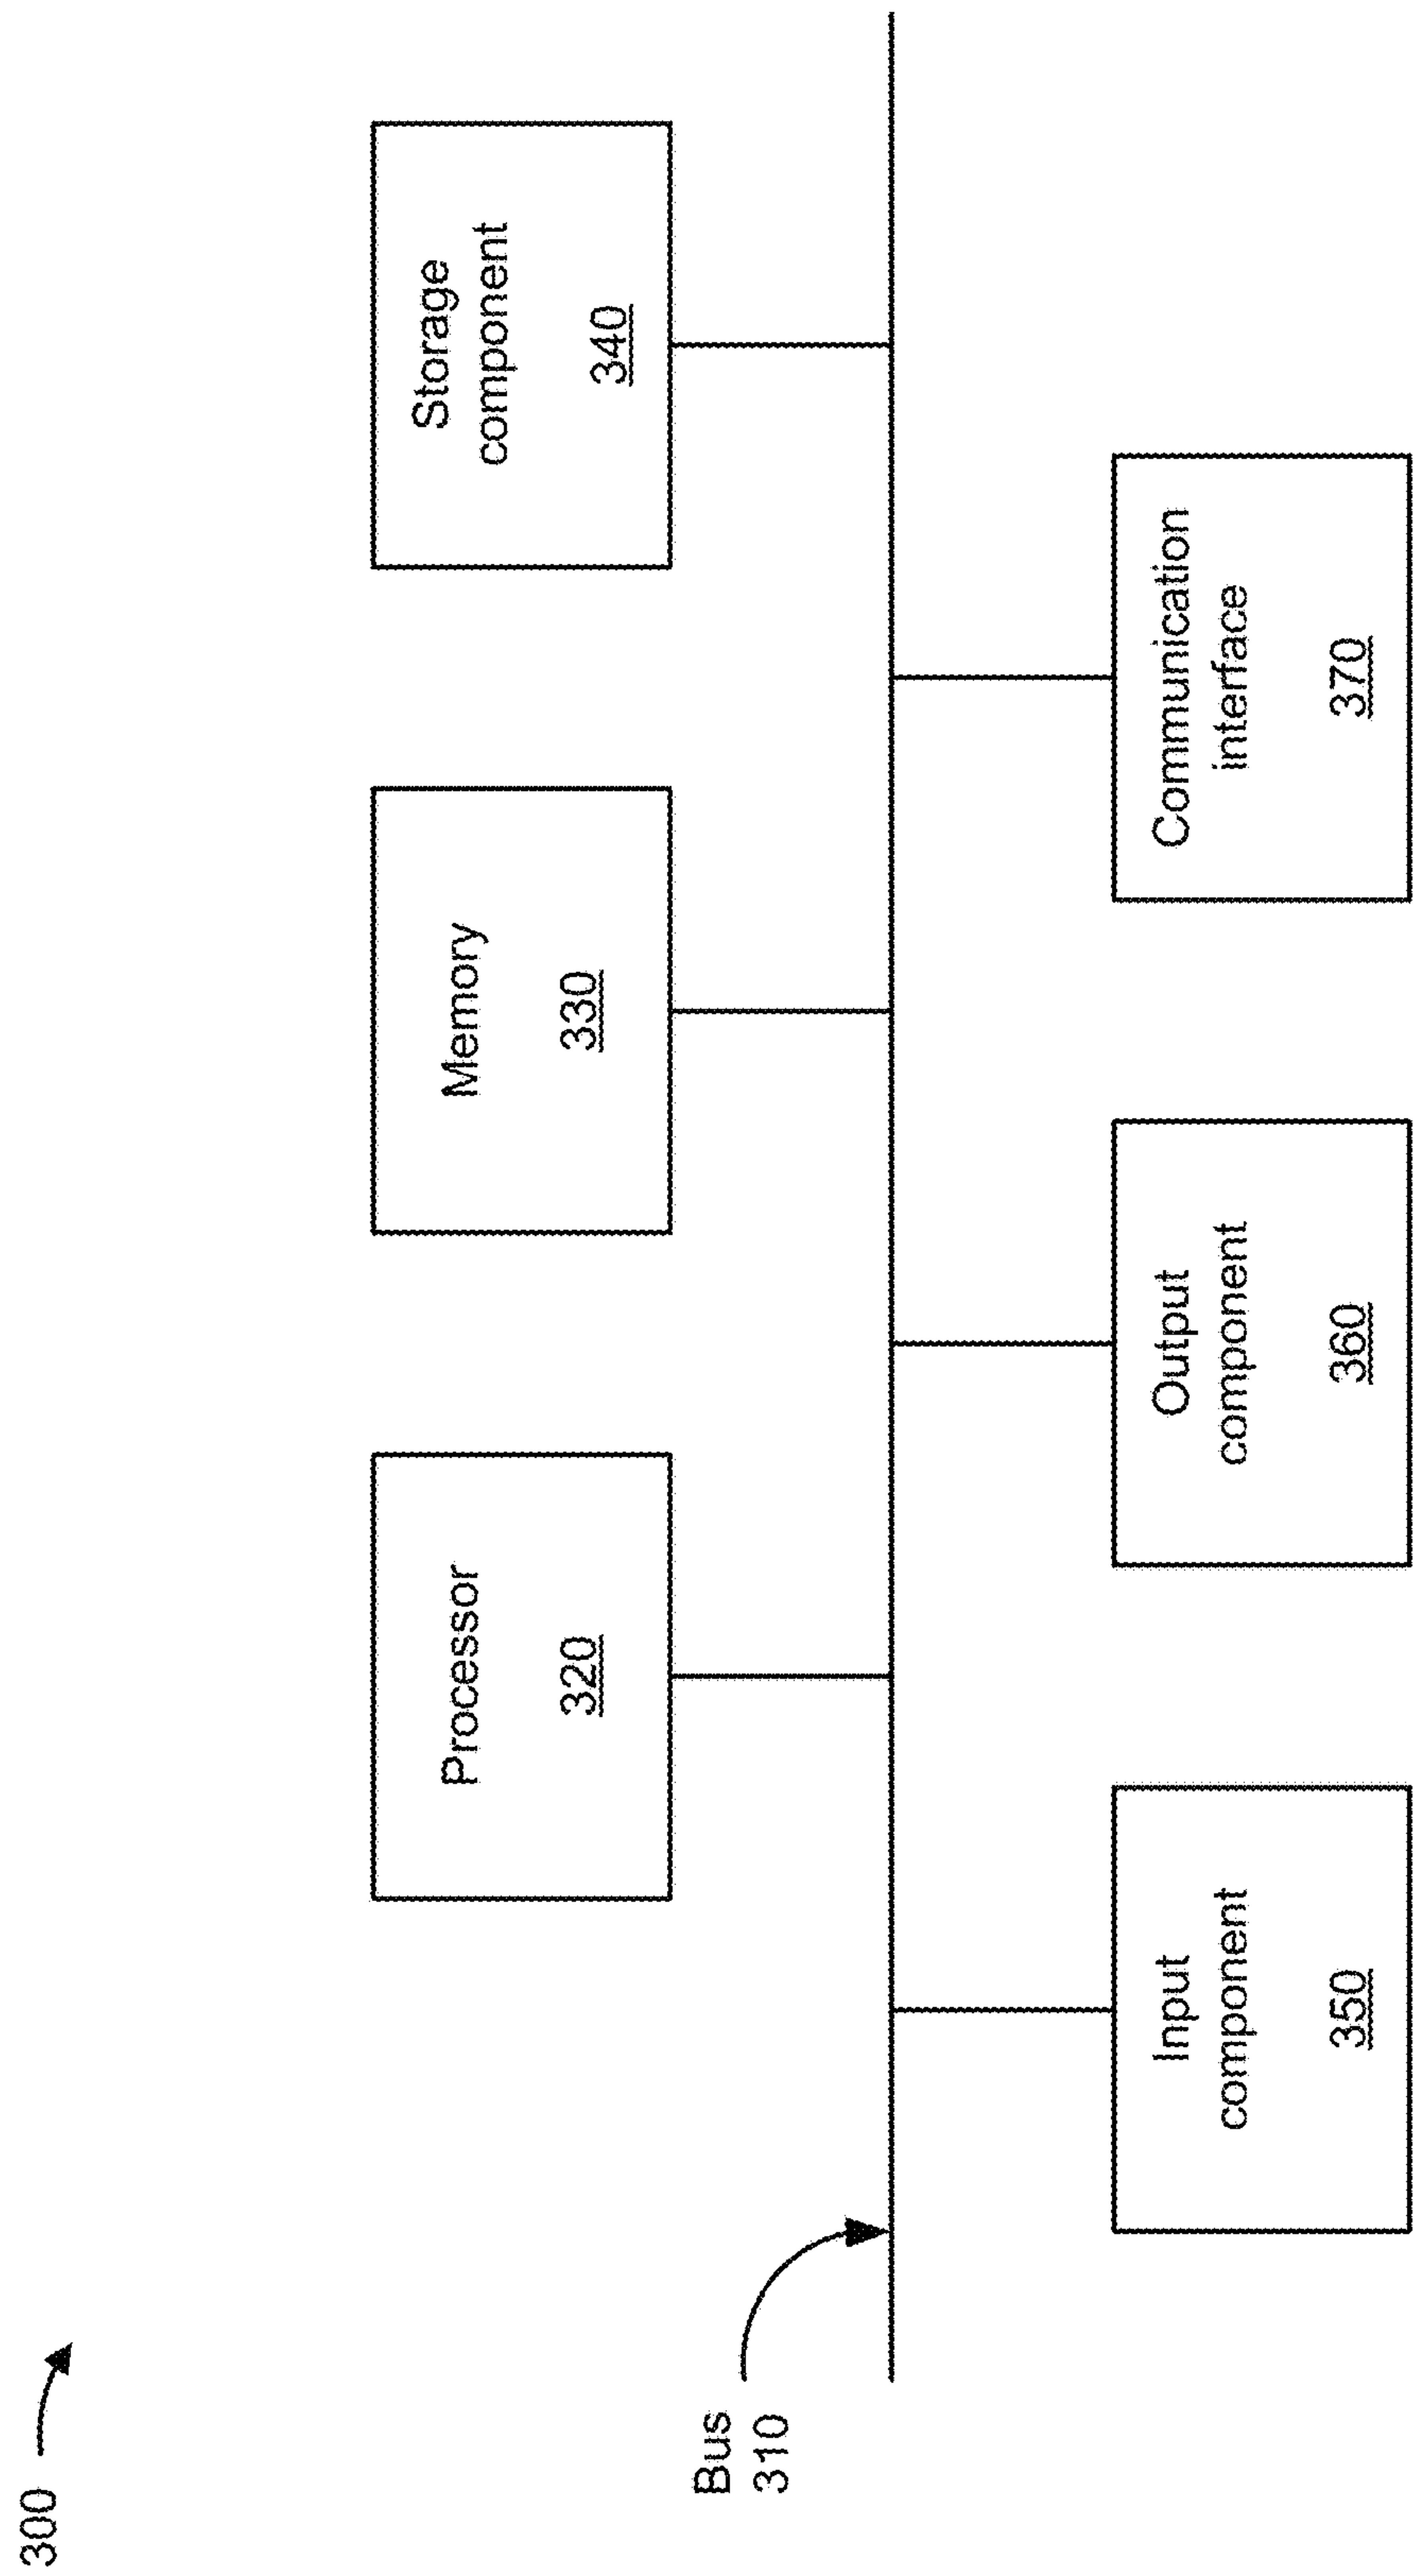 300
Processor
320
Memory
330
Storage
component
340
Bus
310
Input
component
350
Output
component
360
Communication
interface
370